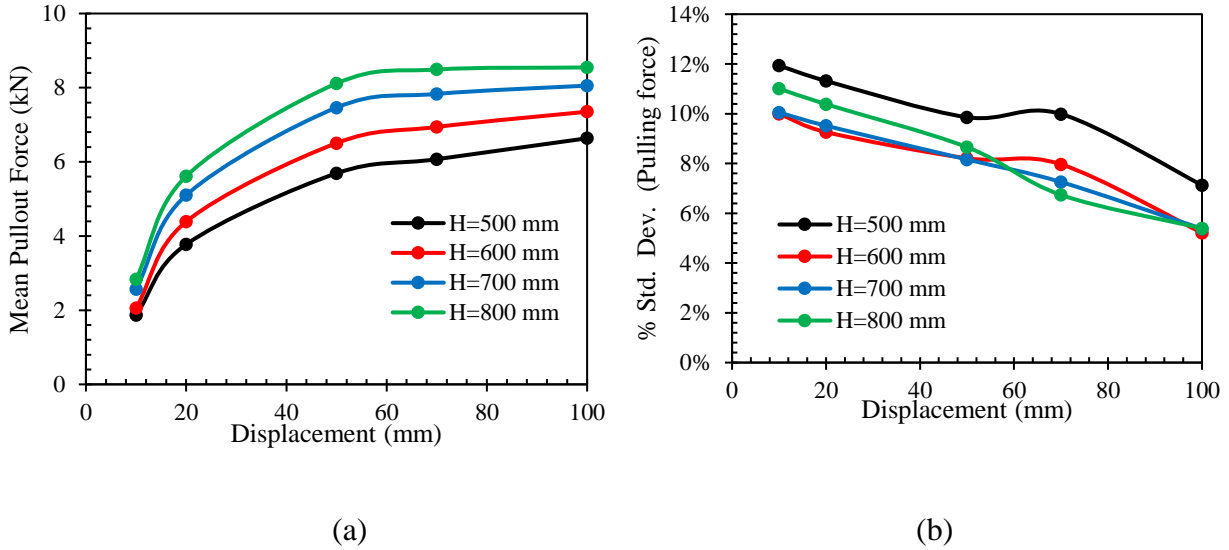 10
8
6
4
2
0
Mean Pullout Force (kN)
H=500 mm
H=600 mm
H=700 mm
H=800 mm
0 20 40 60 80 100
Displacement (mm)
(a)
14%
12%
10%
8%
6%
4%
2%
0%
% Std. Dev. (Pulling force)
H=500 mm
H=600 mm
H=700 mm
H=800 mm
0 20 40 60 80 100
Displacement (mm)
(b)